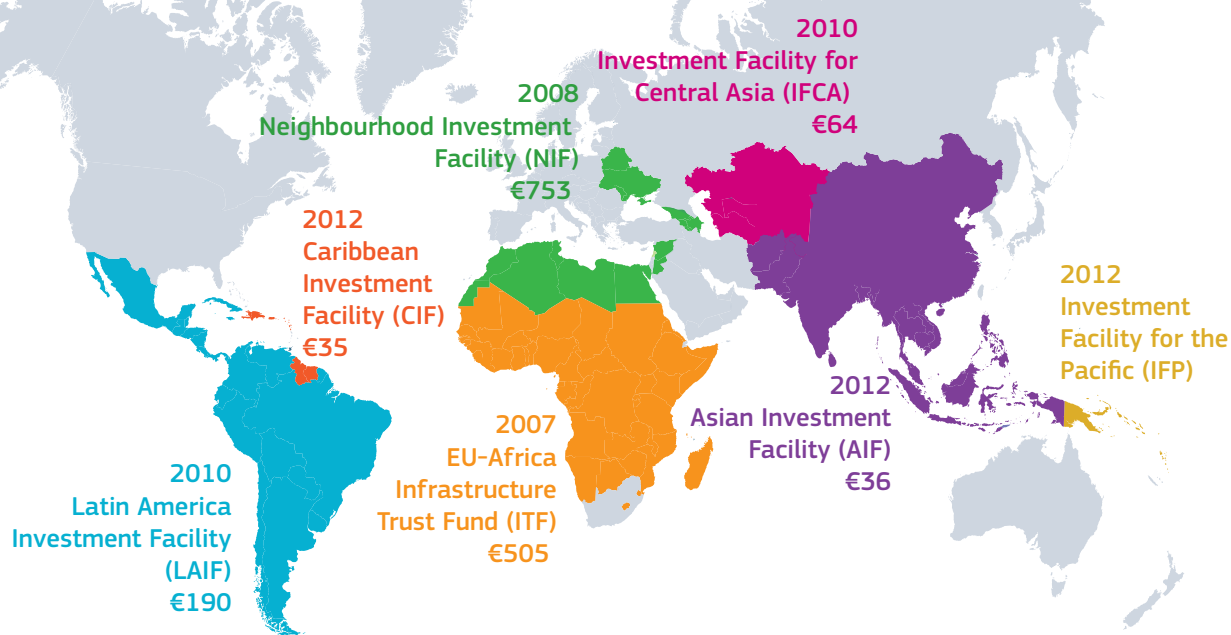 2010
Investment Facility for
Central Asia (IFCA)
€64
2008
Neighbourhood Investment
Facility (NIF)
€753
2012
Caribbean
Investment
Facility (CIF)
€35
2012
Investment
Facility for the
Pacific (IFP)
2012
Asian Investment
Facility (AIF)
€36
2007
EU-Africa
Infrastructure
Trust Fund (ITF)
€505
2010
Latin America
Investment Facility
(LAIF)
€190